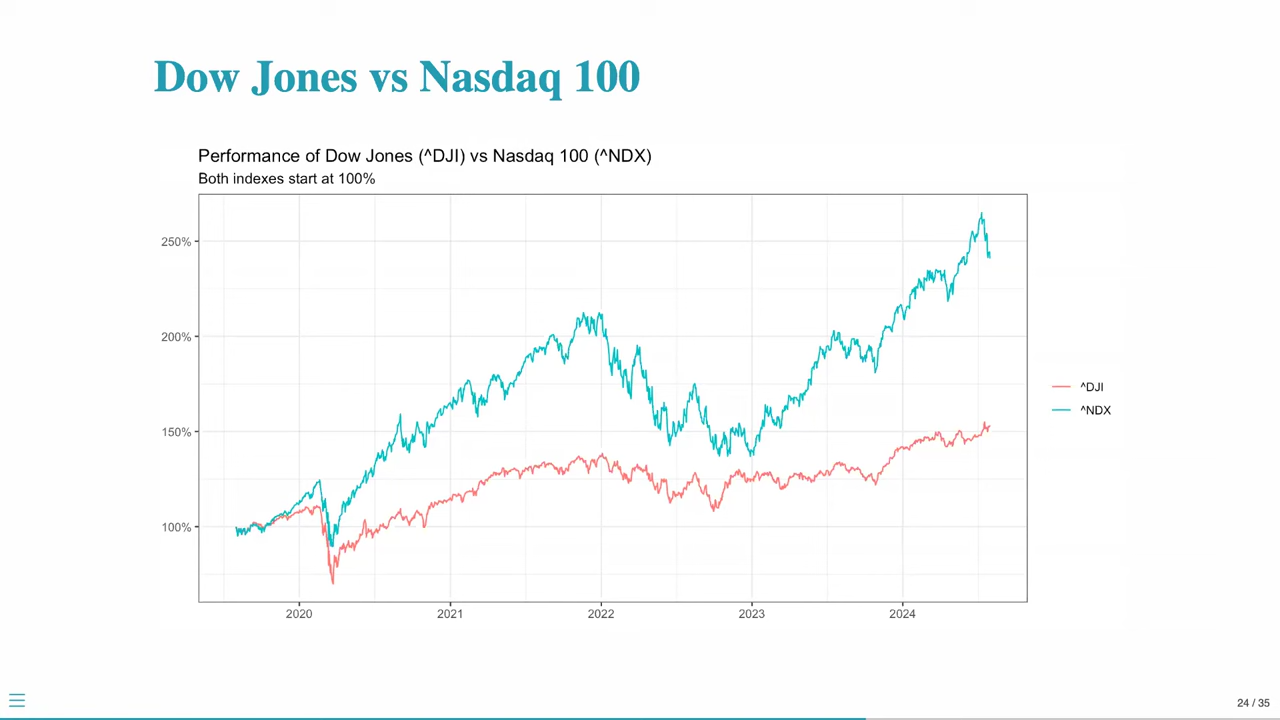 Dow Jones vs Nasdaq 100
Performance of Dow Jones (^DJI) vs Nasdaq 100 (^NDX)
Both indexes start at 100%
250%
200%
150%
100%
2020 2021 2022 2023 2024
^DJI
^NDX
24 / 35